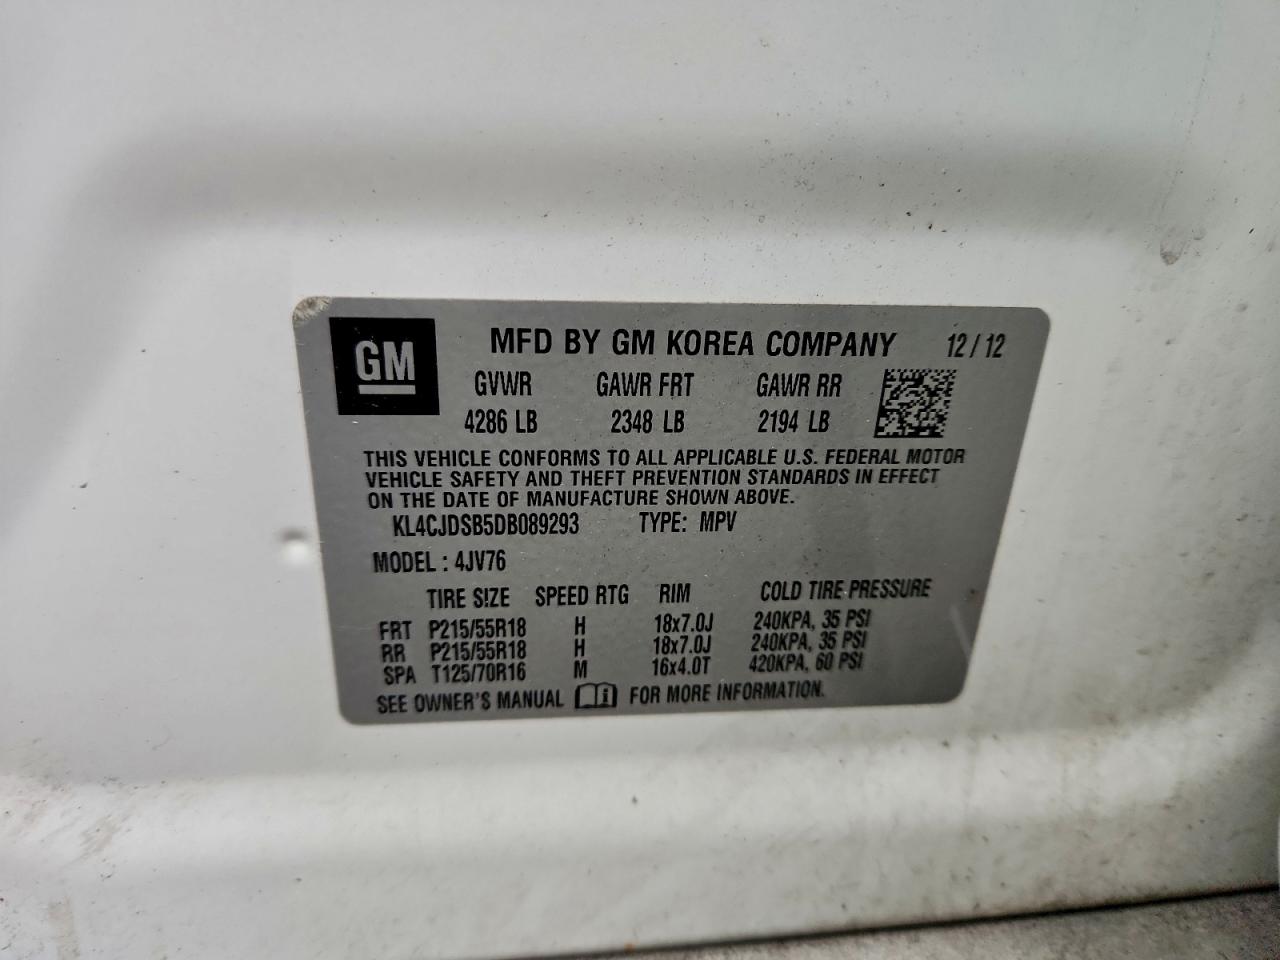 GM
MFD BY GM KOREA COMPANY 12/12
GVWR GAWR FRT GAWR RR
4286 LB 2348 LB 2194 LB
THIS VEHICLE CONFORMS TO ALL APPLICABLE U.S. FEDERAL MOTOR
VEHICLE SAFETY AND THEFT PREVENTION STANDARDS IN EFFECT
ON THE DATE OF MANUFACTURE SHOWN ABOVE.
KL4CJDSB5DB089293 TYPE: MPV
MODEL : 4JV76
TIRE SIZE SPEED RTG RIM COLD TIRE PRESSURE
FRT P215/55R18 H 18x7.0J 240KPA, 35 PSI
RR P215/55R18 H 18x7.0J 240KPA, 35 PSI
SPA T125/70R16 M 16x4.0T 420KPA, 60 PSI
SEE OWNER'S MANUAL FOR MORE INFORMATION.